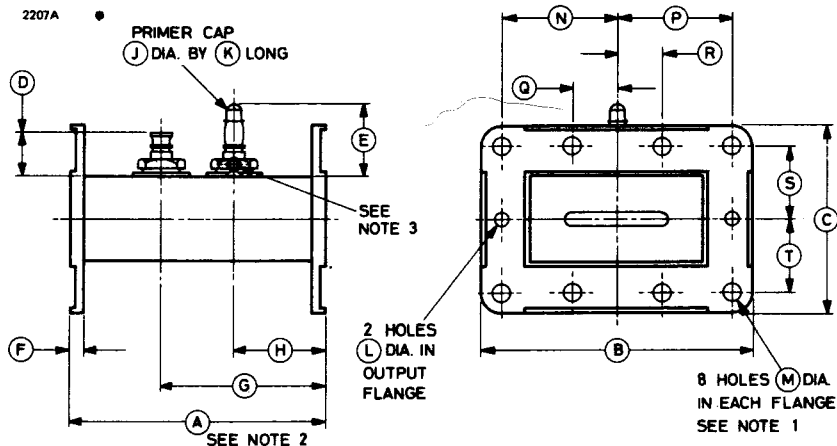 2207A
PRIMER CAP
J DIA. BY K LONG
D
E
SEE
NOTE 3
F
H
G
A
SEE NOTE 2
N
P
R
Q
S
C
T
B
2 HOLES
L DIA. IN
OUTPUT
FLANGE
8 HOLES M DIA.
IN EACH FLANGE
SEE NOTE 1